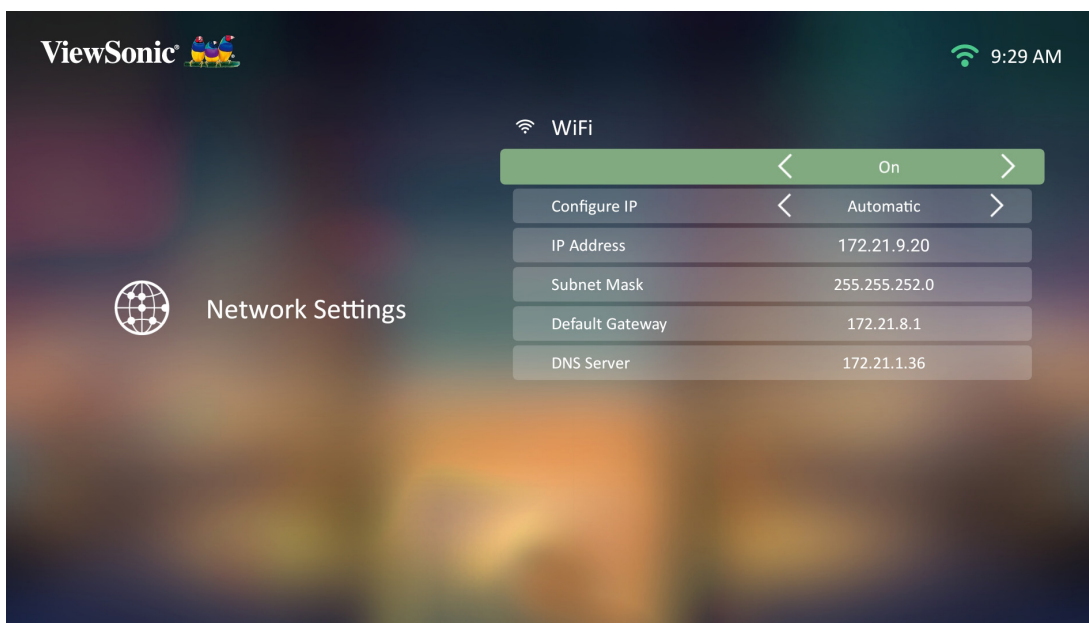 ViewSonic®
9:29 AM
WiFi
On
Configure IP Automatic
IP Address 172.21.9.20
Subnet Mask 255.255.252.0
Network Settings
Default Gateway 172.21.8.1
DNS Server 172.21.1.36